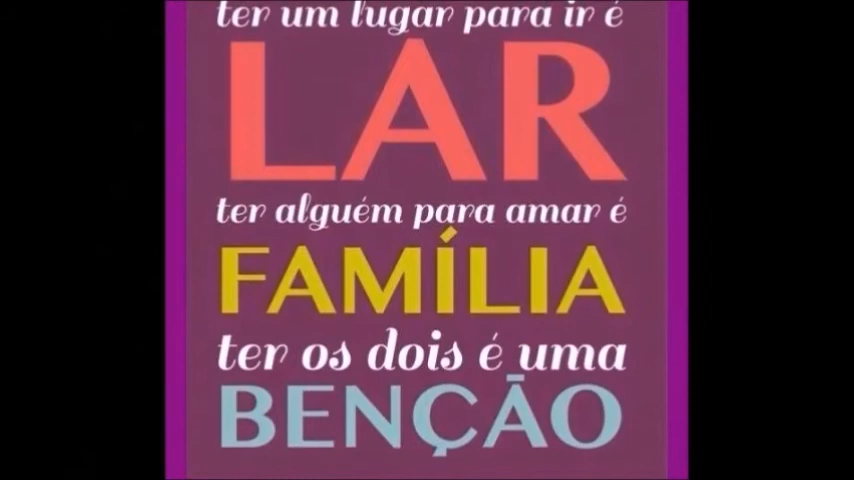 ter um lugar para ir é
LAR
ter alguém para amar é
FAMÍLIA
ter os dois é uma
BENÇÃO